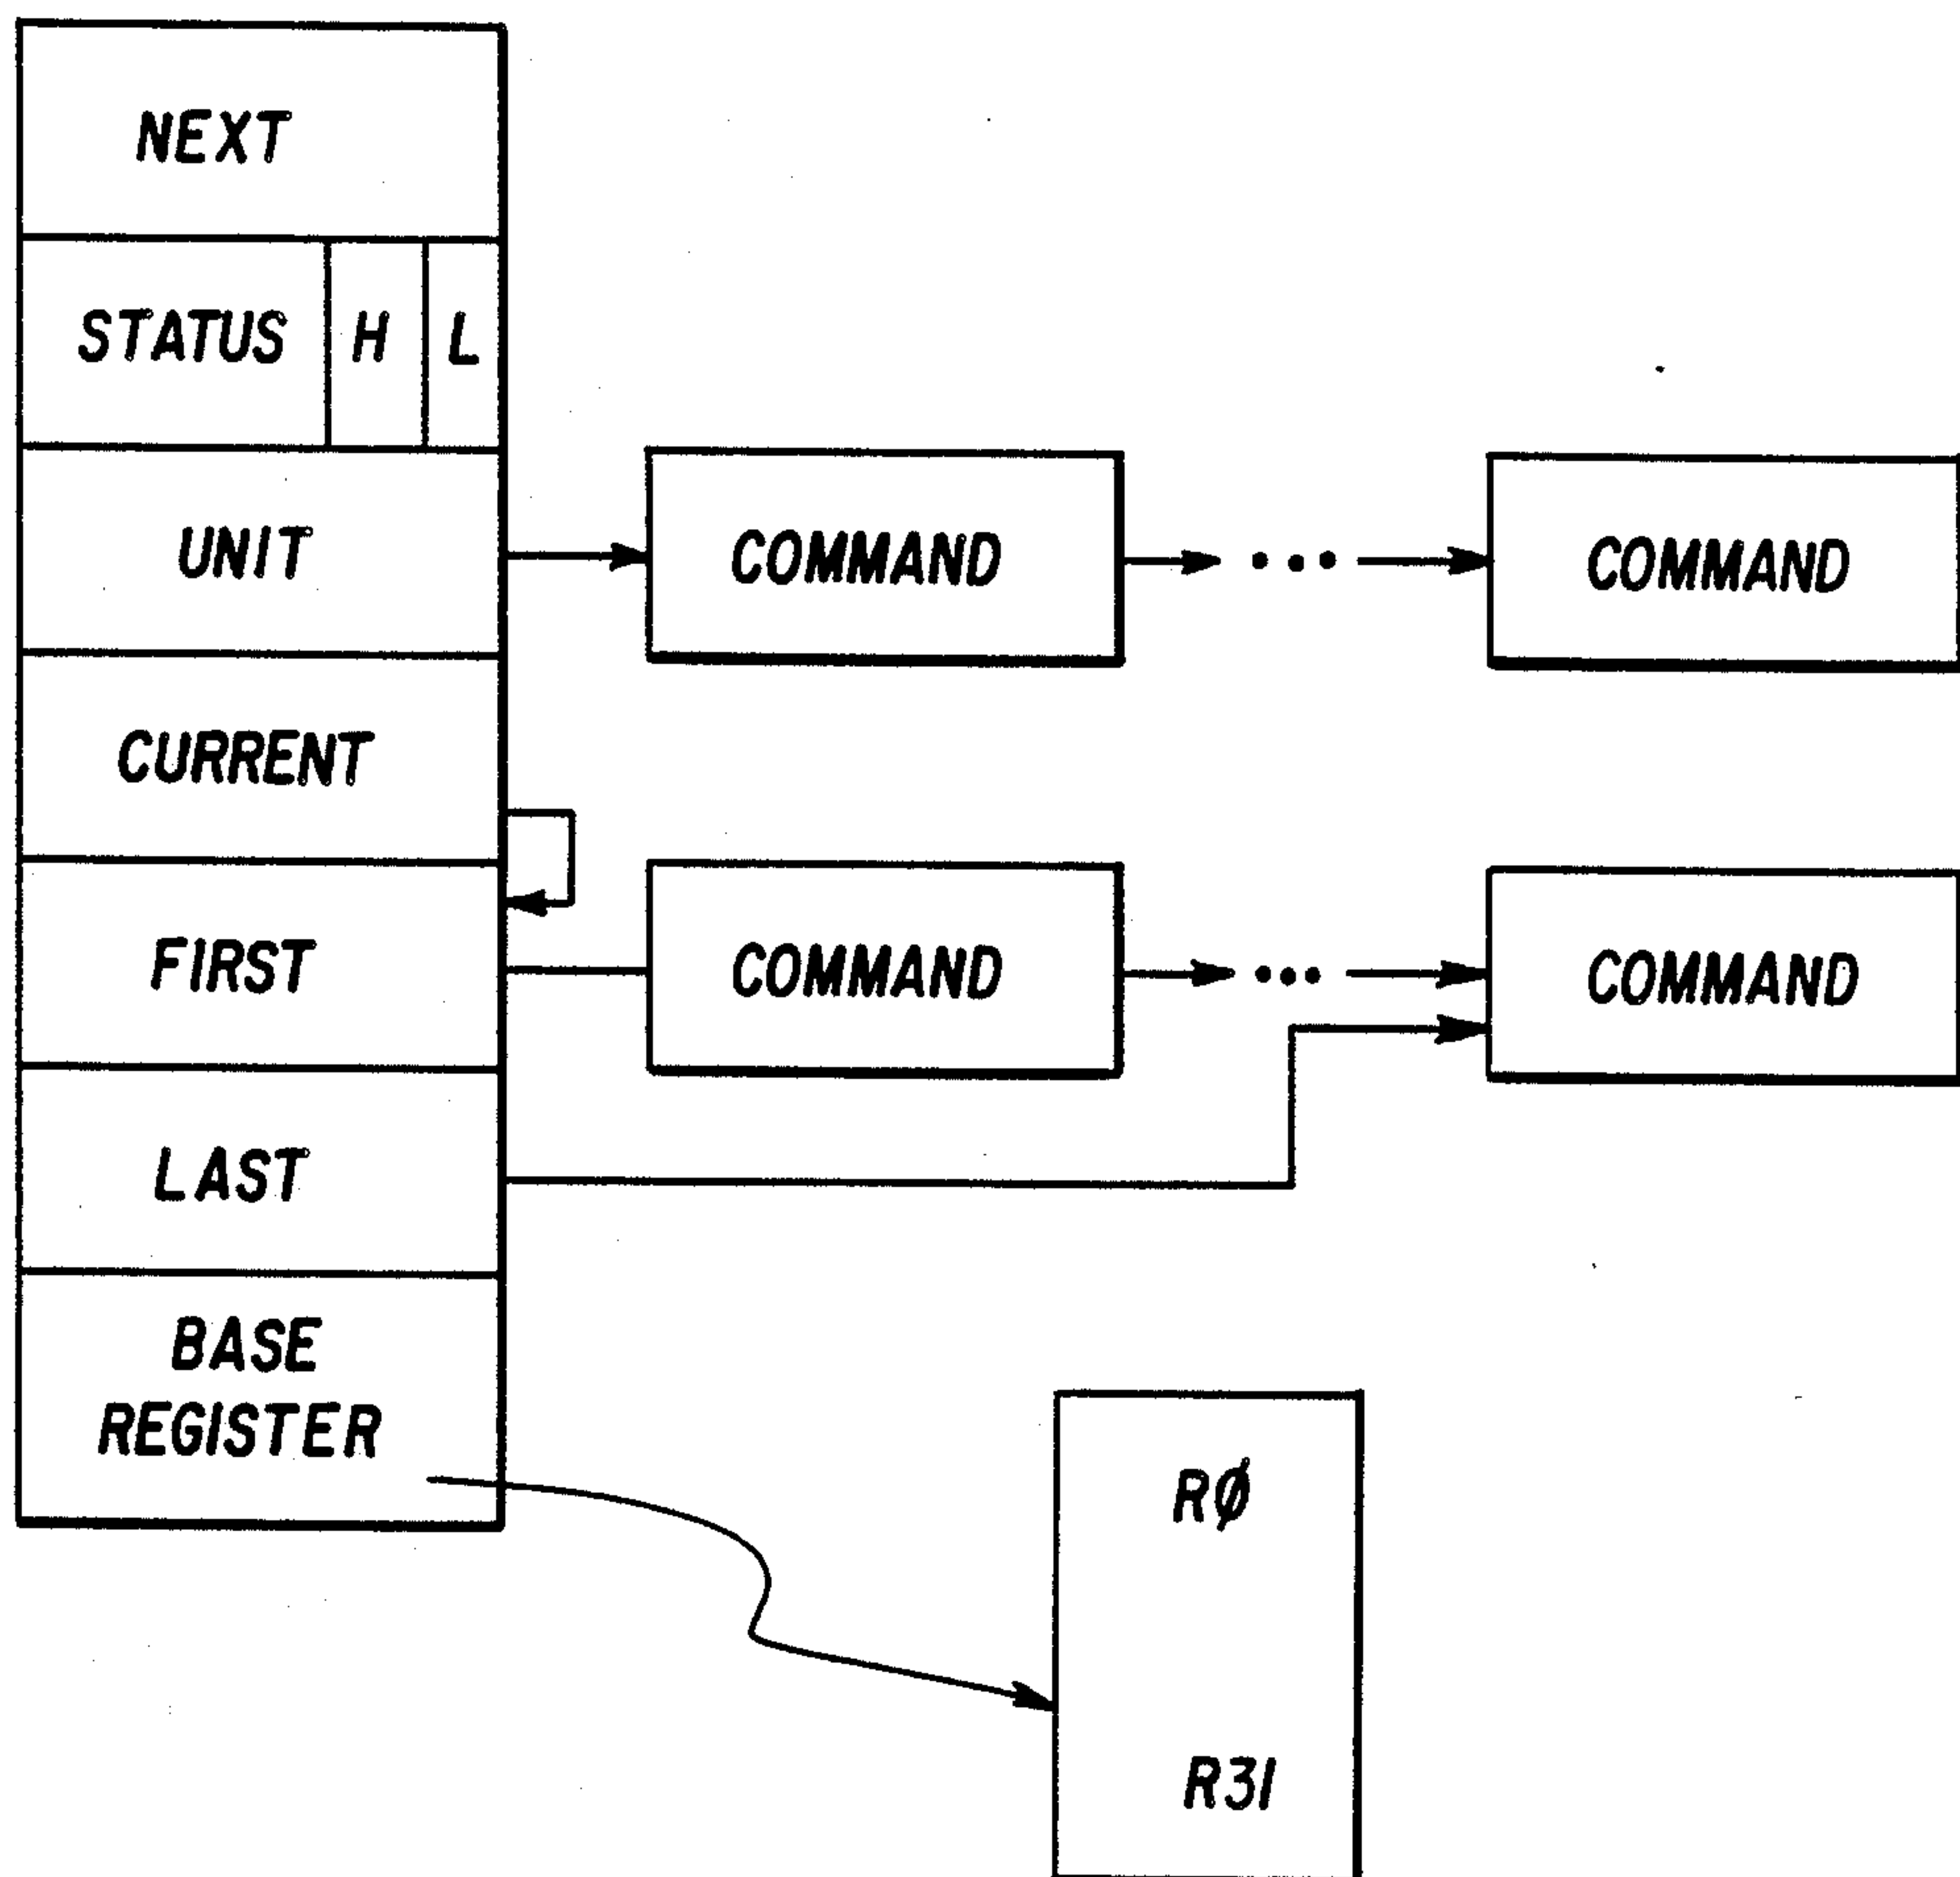 NEXT
STATUS H L
UNIT
COMMAND ... COMMAND
CURRENT
FIRST
COMMAND ... COMMAND
LAST
BASE
REGISTER
RØ
R31